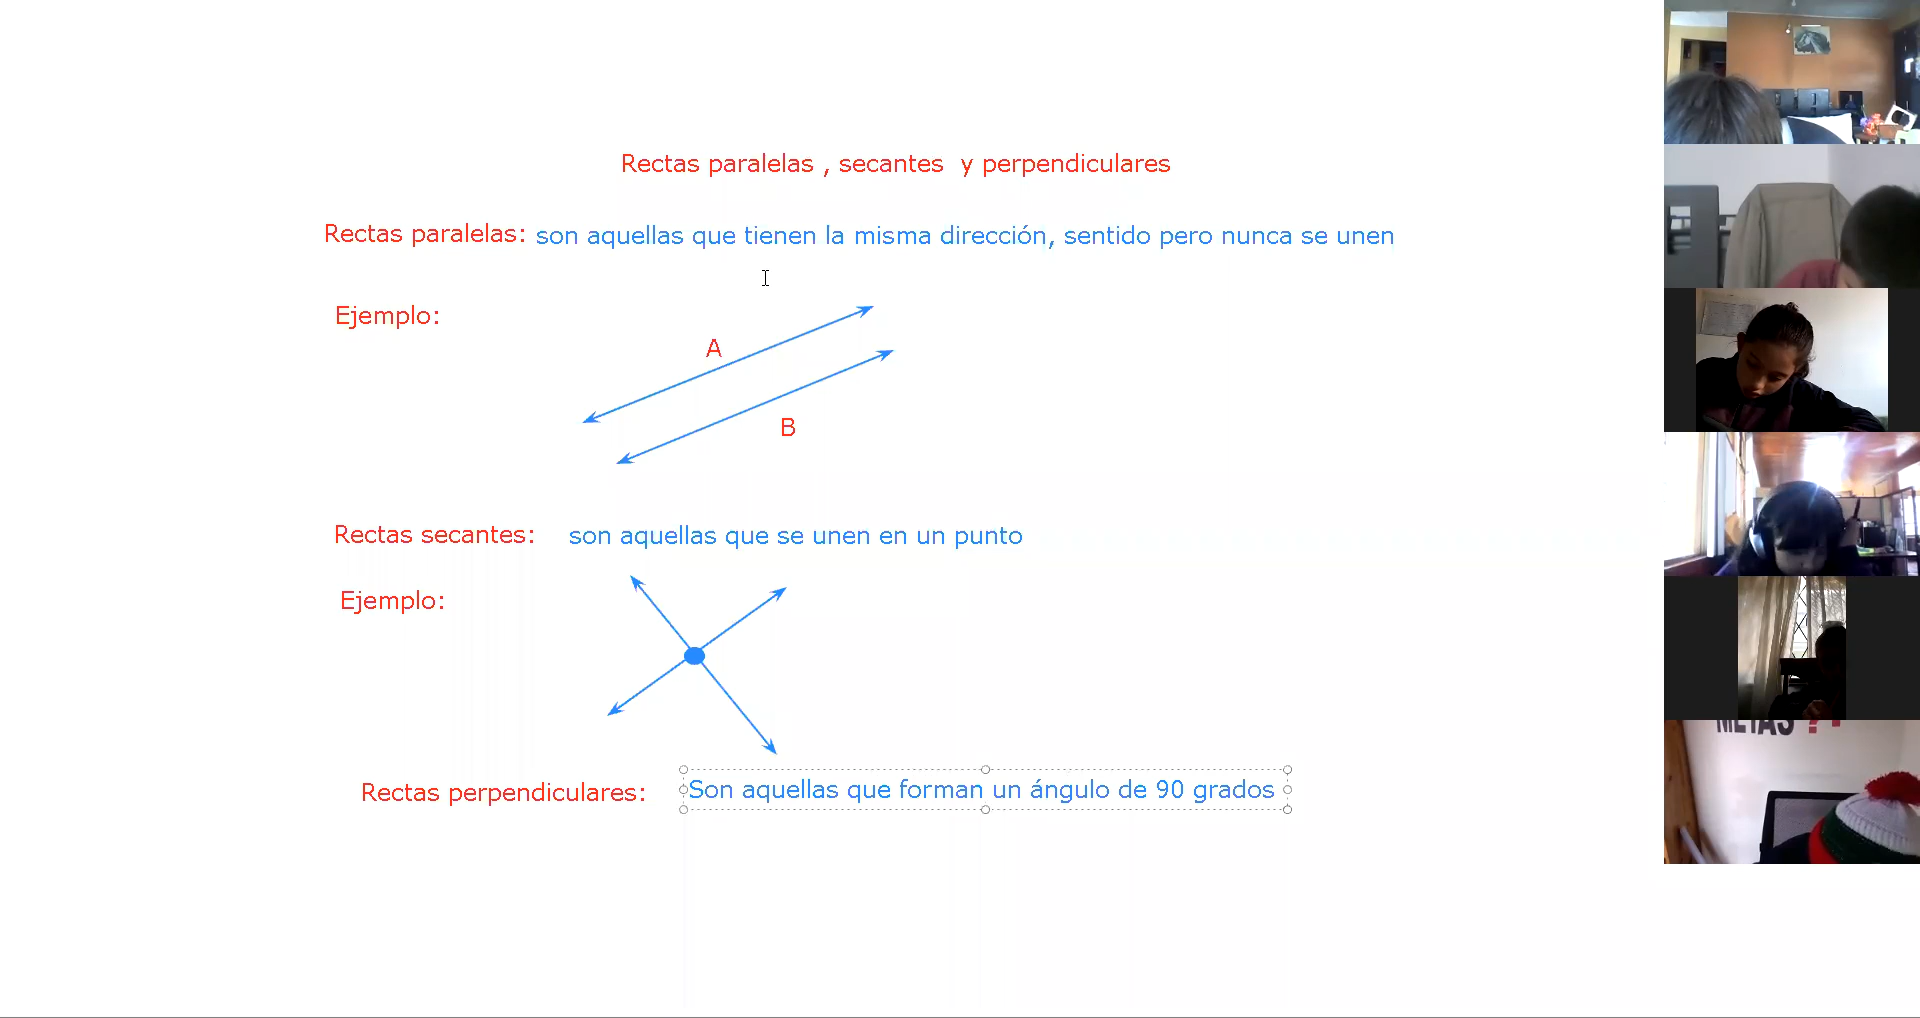 Rectas paralelas , secantes  y perpendiculares
Rectas paralelas: son aquellas que tienen la misma dirección, sentido pero nunca se unen
Ejemplo:
A
B
Rectas secantes: son aquellas que se unen en un punto
Ejemplo:
Rectas perpendiculares: Son aquellas que forman un ángulo de 90 grados
METAS ??